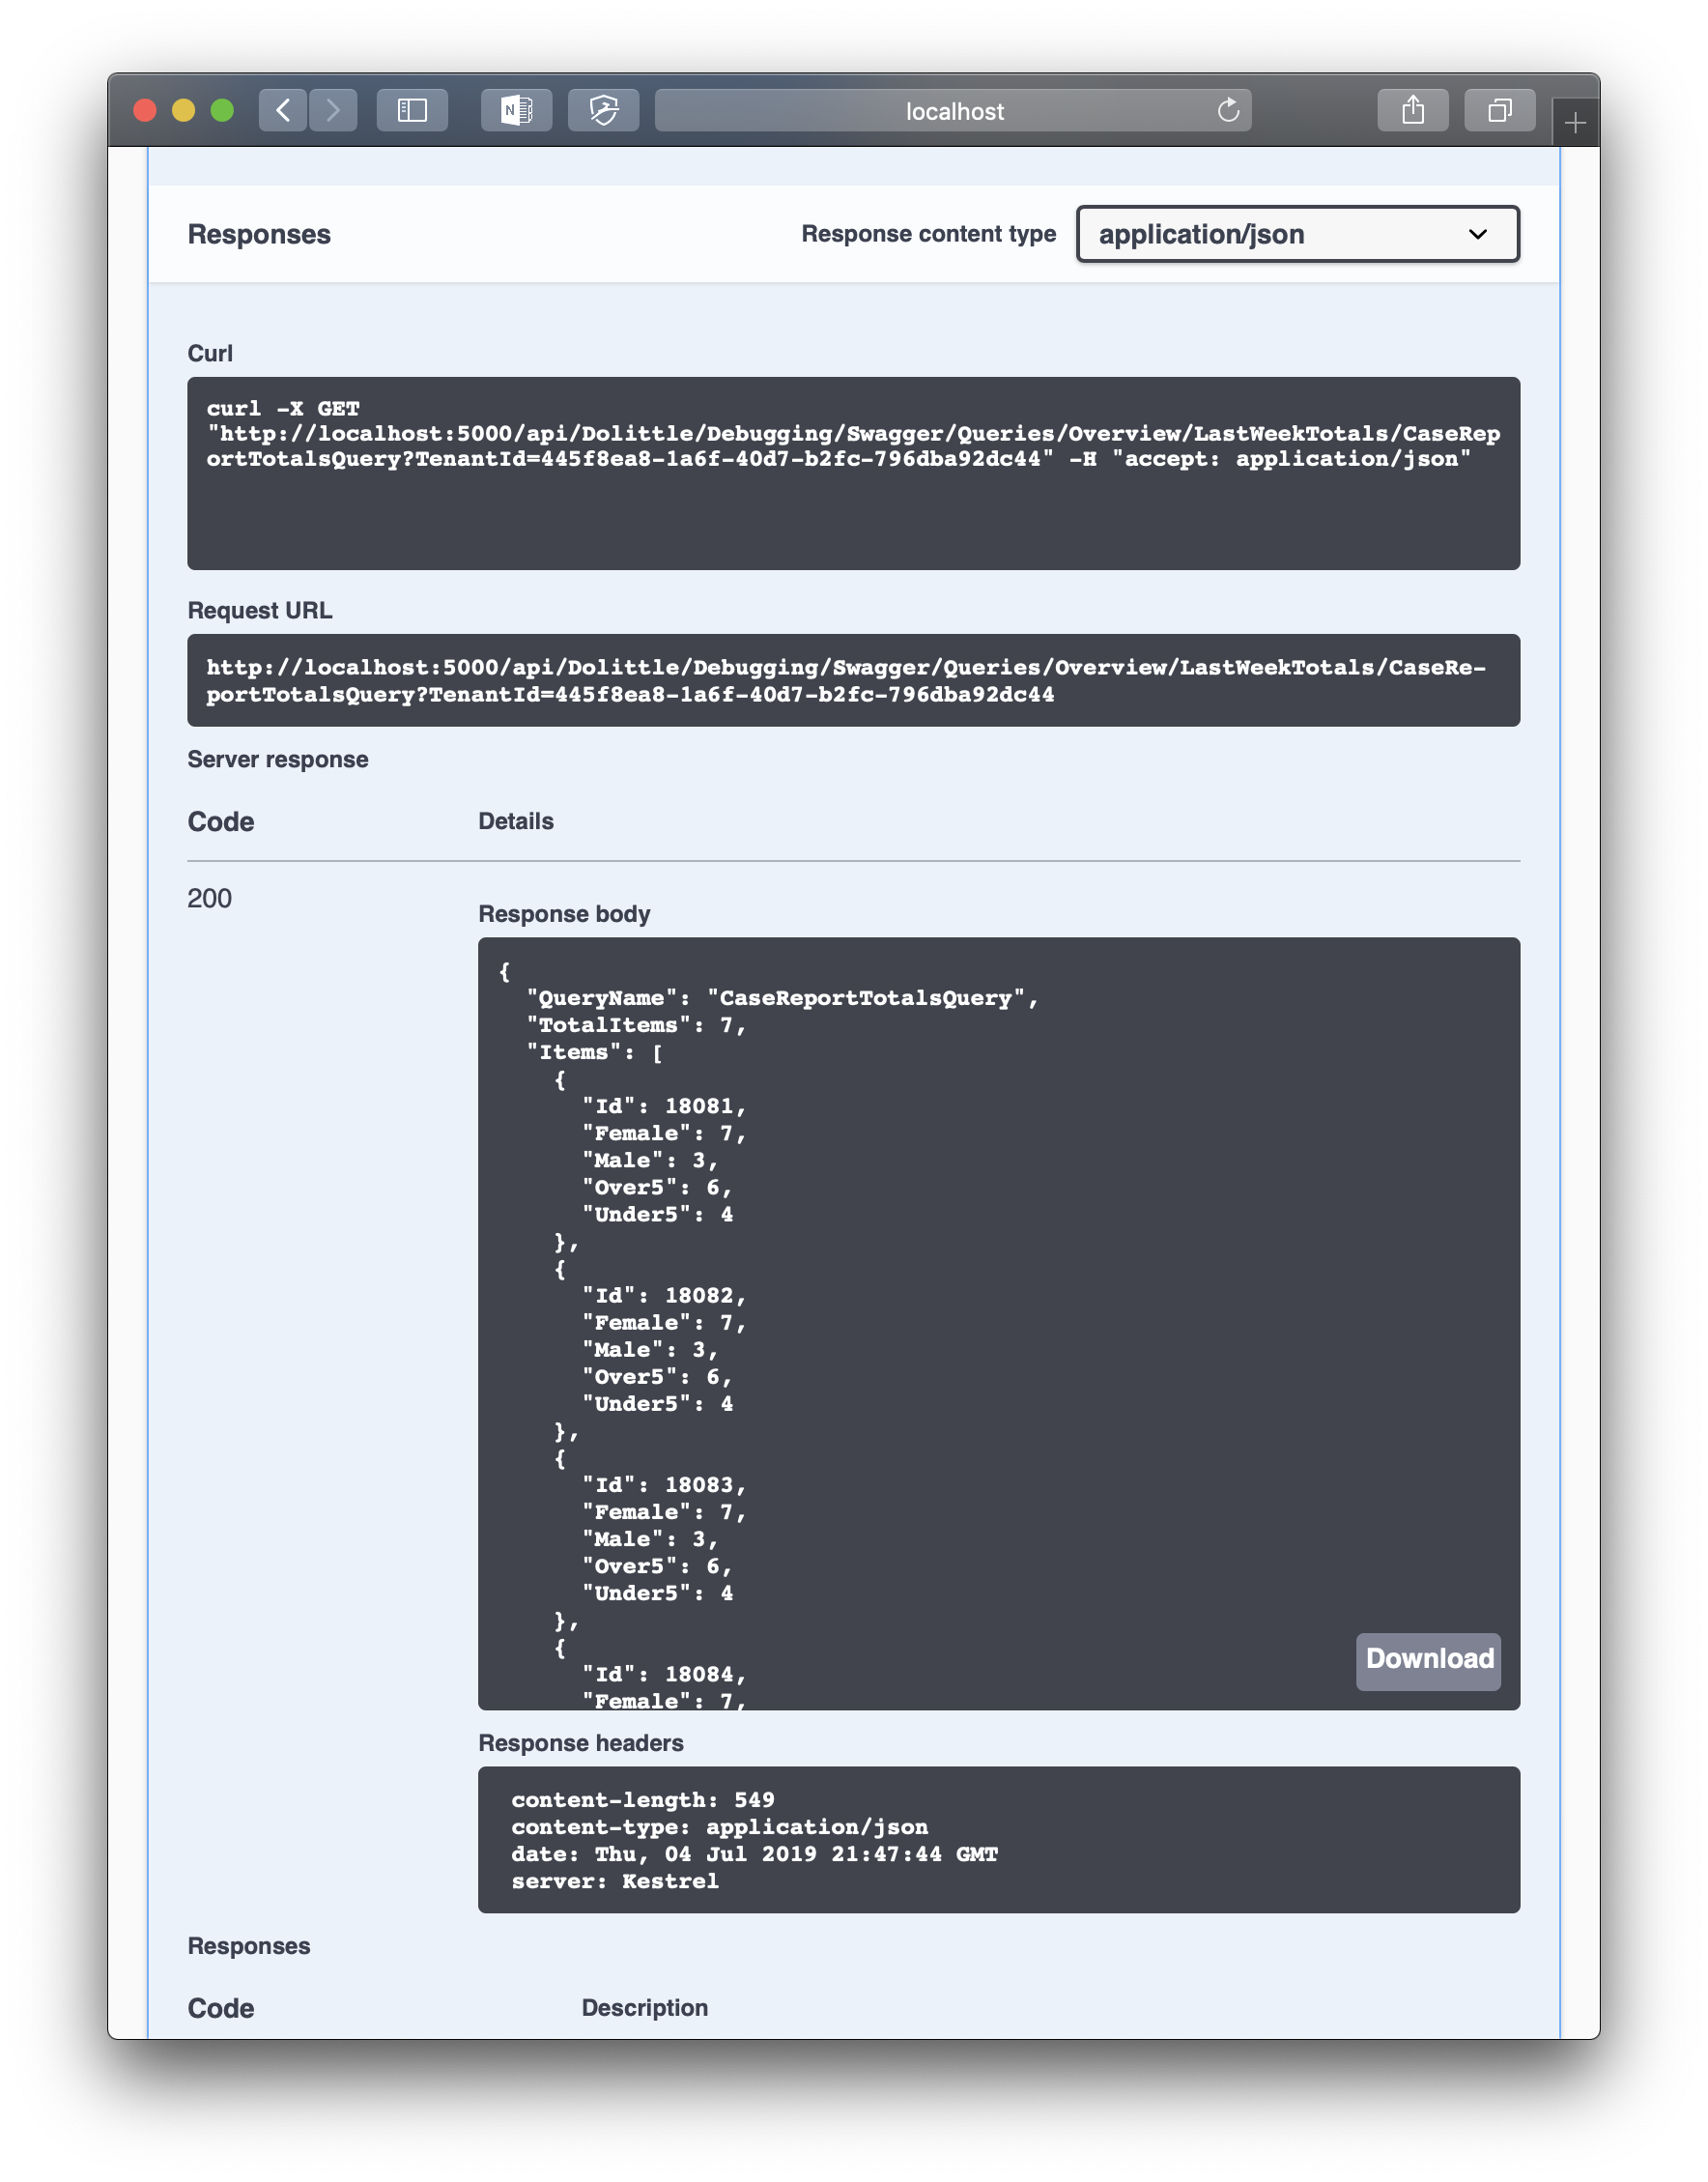 localhost
Responses
Response content type
application/json
Curl
curl -X GET
"http://localhost:5000/api/Dolittle/Debugging/Swagger/Queries/Overview/LastWeekTotals/CaseRep
ortTotalsQuery?TenantId=445f8ea8-1a6f-40d7-b2fc-796dba92dc44" -H "accept: application/json"
Request URL
http://localhost:5000/api/Dolittle/Debugging/Swagger/Queries/Overview/LastWeekTotals/CaseRe-
portTotalsQuery?TenantId=445f8ea8-1a6f-40d7-b2fc-796dba92dc44
Server response
Code
Details
200
Response body
{
"QueryName": "CaseReportTotalsQuery",
"TotalItems": 7,
"Items": [
{
"Id": 18081,
"Female": 7,
"Male": 3,
"Over5": 6,
"Under5": 4
},
{
"Id": 18082,
"Female": 7,
"Male": 3,
"Over5": 6,
"Under5": 4
},
{
"Id": 18083,
"Female": 7,
"Male": 3,
"Over5": 6,
"Under5": 4
},
{
"Id": 18084,
"Female": 7,
Download
Response headers
content-length: 549
content-type: application/json
date: Thu, 04 Jul 2019 21:47:44 GMT
server: Kestrel
Responses
Code
Description